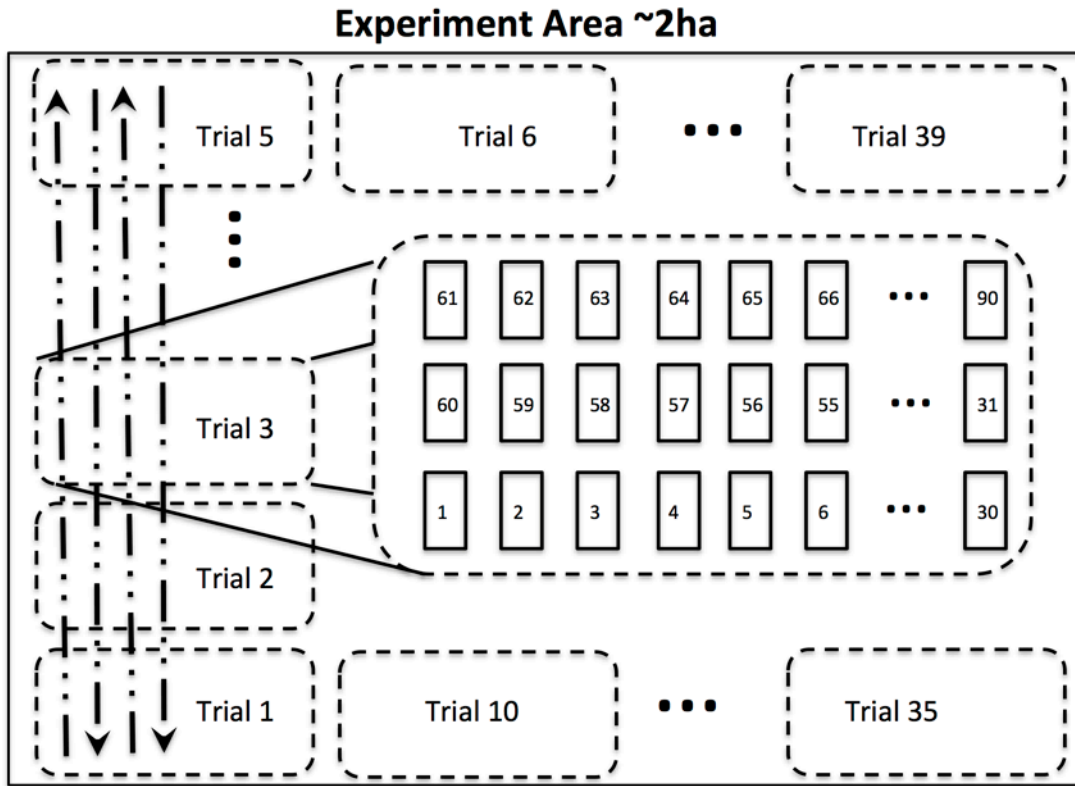 Experiment Area ~2ha
Trial 5
Trial 6
...
Trial 39
...
61 62 63 64 65 66 ... 90
60 59 58 57 56 55 ... 31
1 2 3 4 5 6 ... 30
Trial 3
Trial 2
Trial 1
Trial 10
...
Trial 35